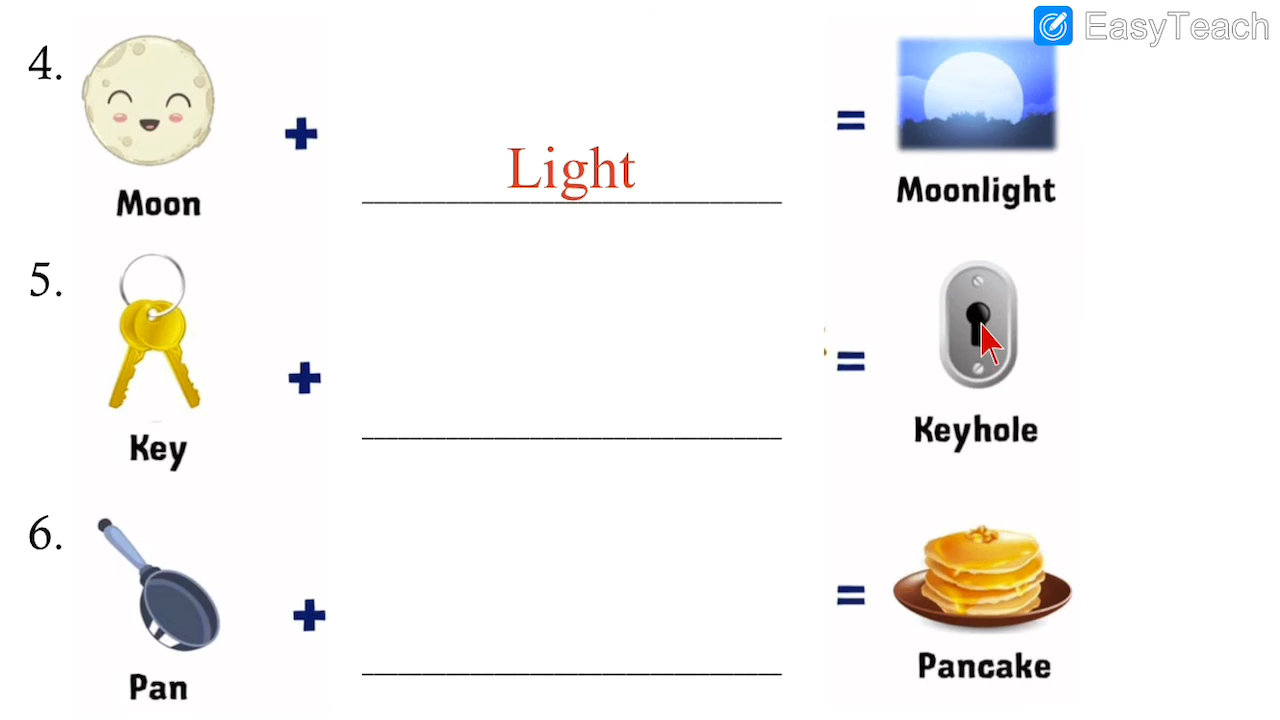 EasyTeach
4.
Moon + Light = Moonlight
5.
Key + = Keyhole
6.
Pan + = Pancake